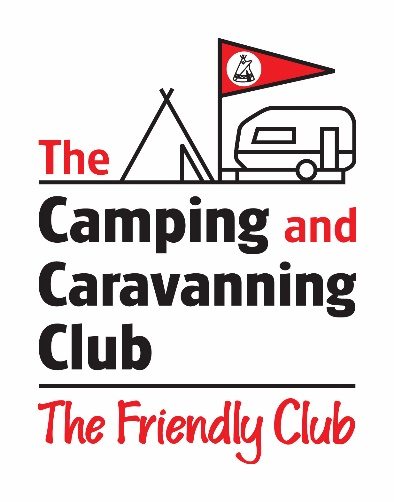 The
Camping and
Caravanning
Club
The Friendly Club